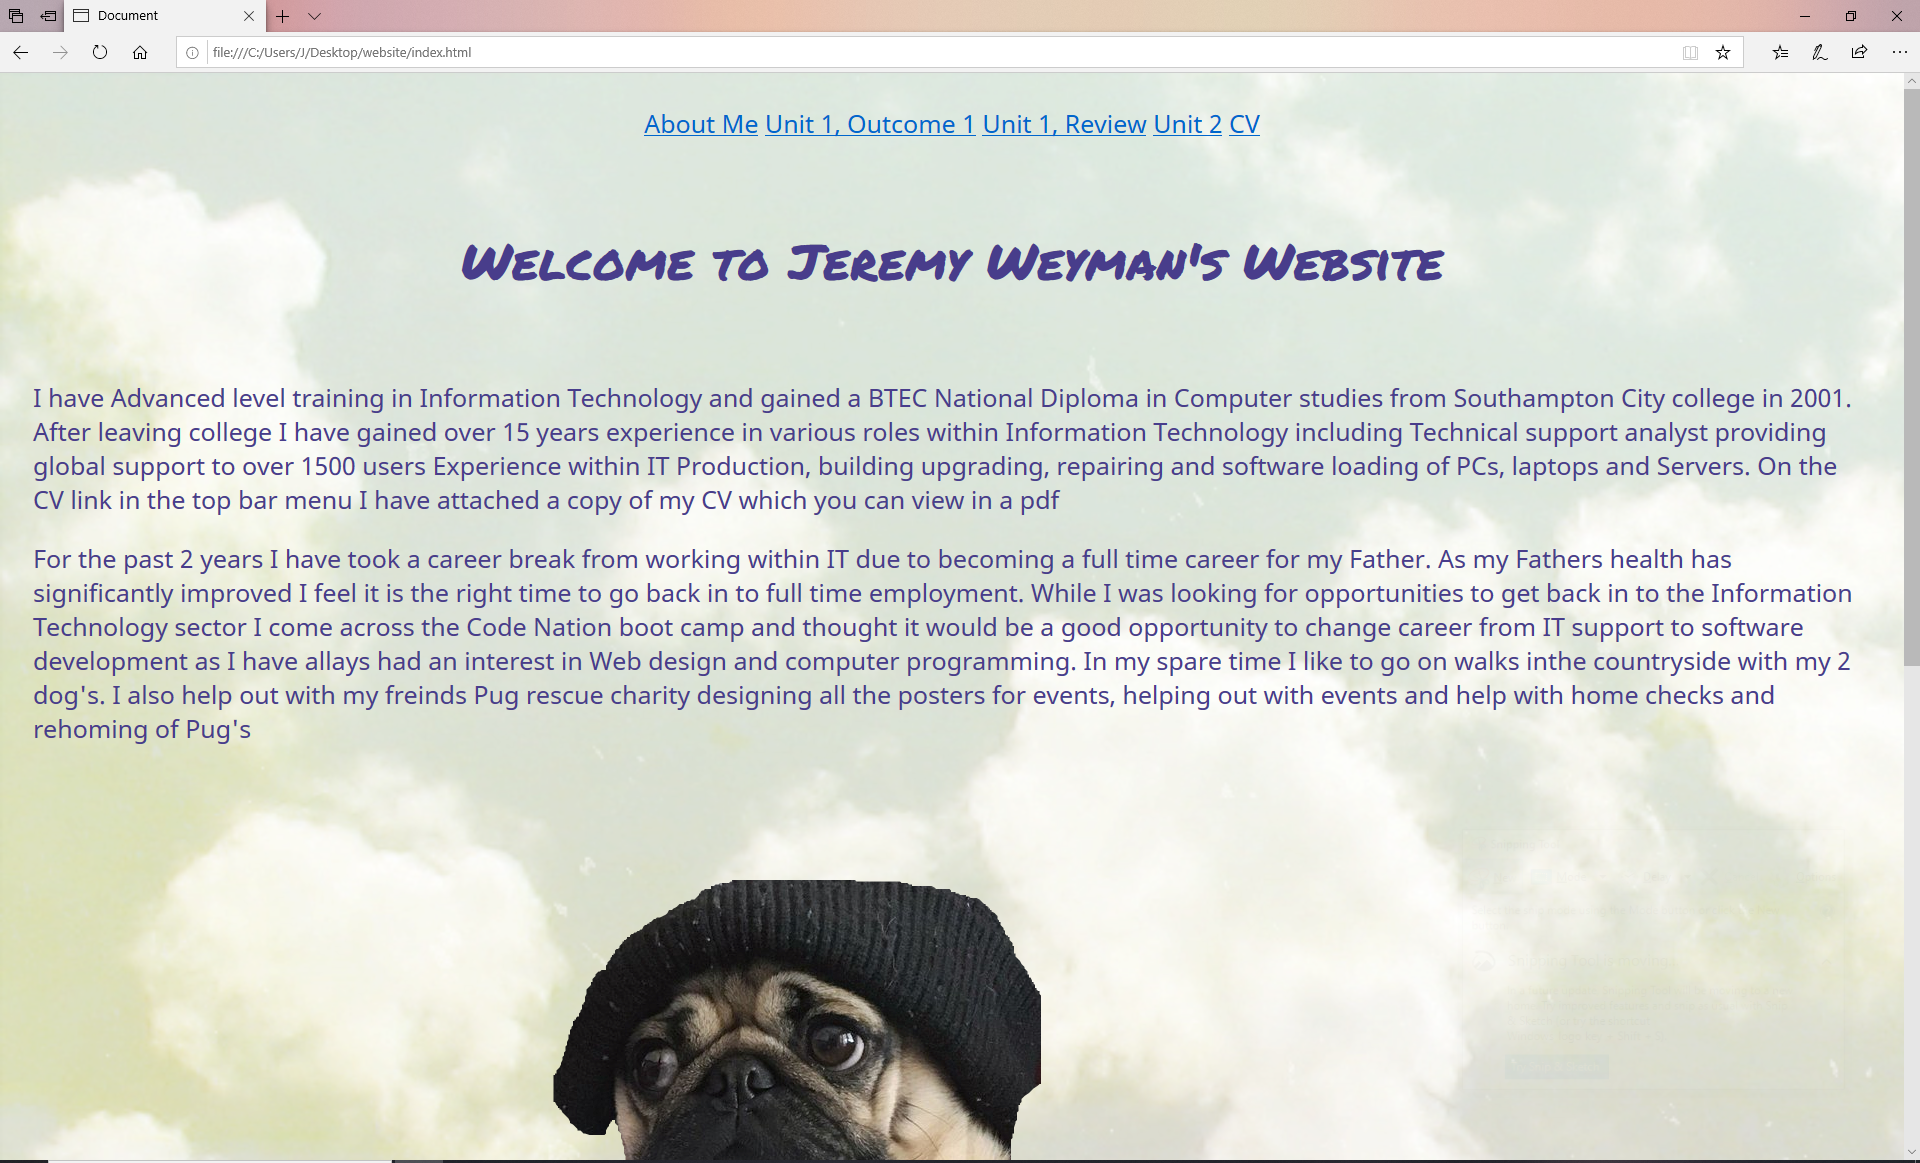 Document
file:///C:/Users/J/Desktop/website/index.html
About Me Unit 1, Outcome 1 Unit 1, Review Unit 2 CV
Welcome to Jeremy Weyman's Website
I have Advanced level training in Information Technology and gained a BTEC National Diploma in Computer studies from Southampton City college in 2001.
After leaving college I have gained over 15 years experience in various roles within Information Technology including Technical support analyst providing
global support to over 1500 users Experience within IT Production, building upgrading, repairing and software loading of PCs, laptops and Servers. On the
CV link in the top bar menu I have attached a copy of my CV which you can view in a pdf
For the past 2 years I have took a career break from working within IT due to becoming a full time career for my Father. As my Fathers health has
significantly improved I feel it is the right time to go back in to full time employment. While I was looking for opportunities to get back in to the Information
Technology sector I come across the Code Nation boot camp and thought it would be a good opportunity to change career from IT support to software
development as I have allays had an interest in Web design and computer programming. In my spare time I like to go on walks inthe countryside with my 2
dog's. I also help out with my freinds Pug rescue charity designing all the posters for events, helping out with events and help with home checks and
rehoming of Pug's